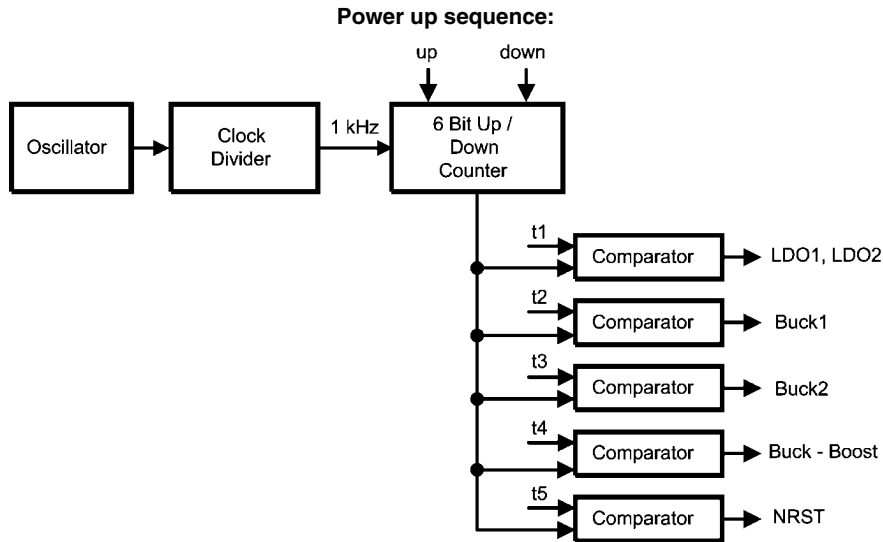 Power up sequence:
up
down
Oscillator
Clock
Divider
1 kHz
6 Bit Up /
Down
Counter
t1
Comparator
LDO1, LDO2
t2
Comparator
Buck1
t3
Comparator
Buck2
t4
Comparator
Buck - Boost
t5
Comparator
NRST